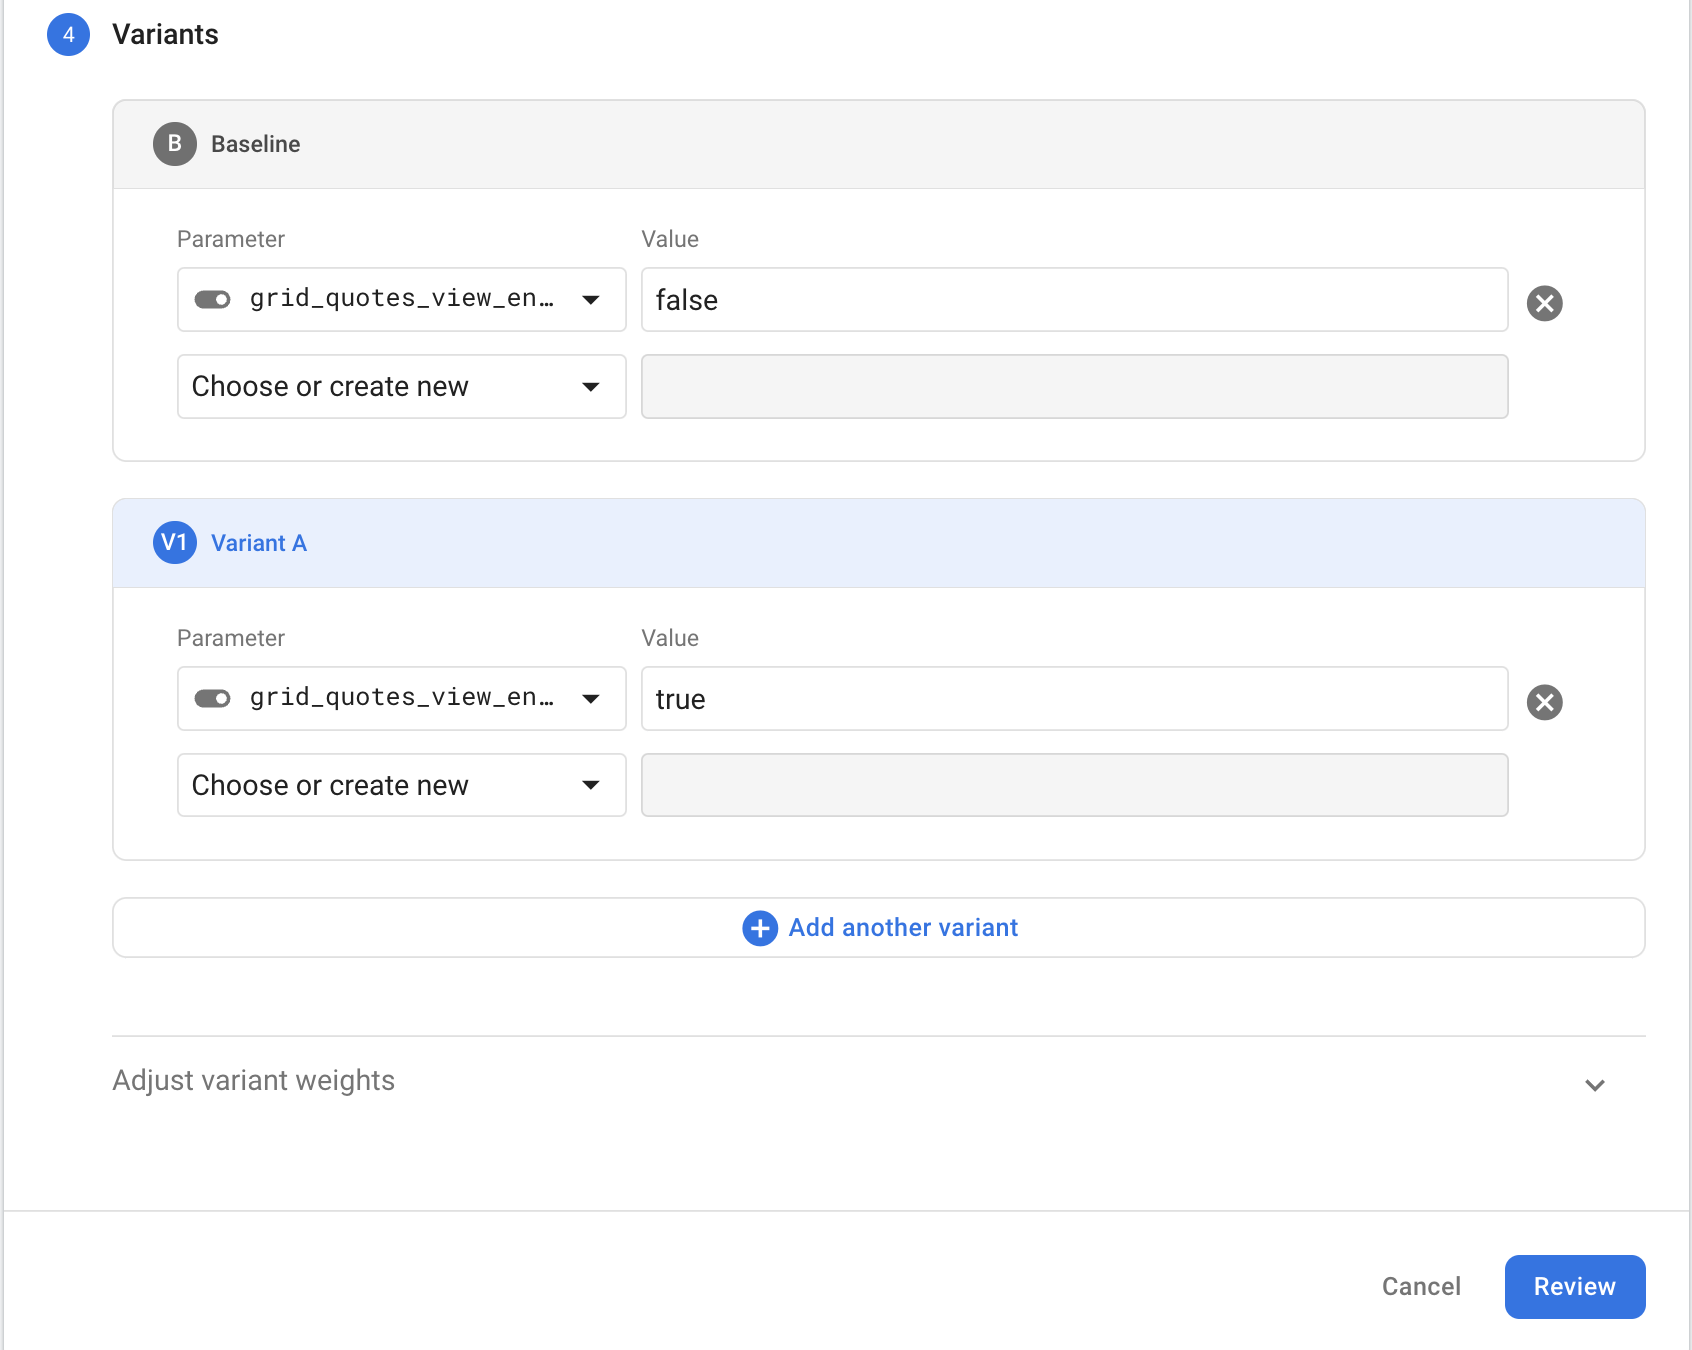 4 Variants
B Baseline
Parameter Value
grid_quotes_view_en… false
Choose or create new
V1 Variant A
Parameter Value
grid_quotes_view_en… true
Choose or create new
Add another variant
Adjust variant weights
Cancel Review